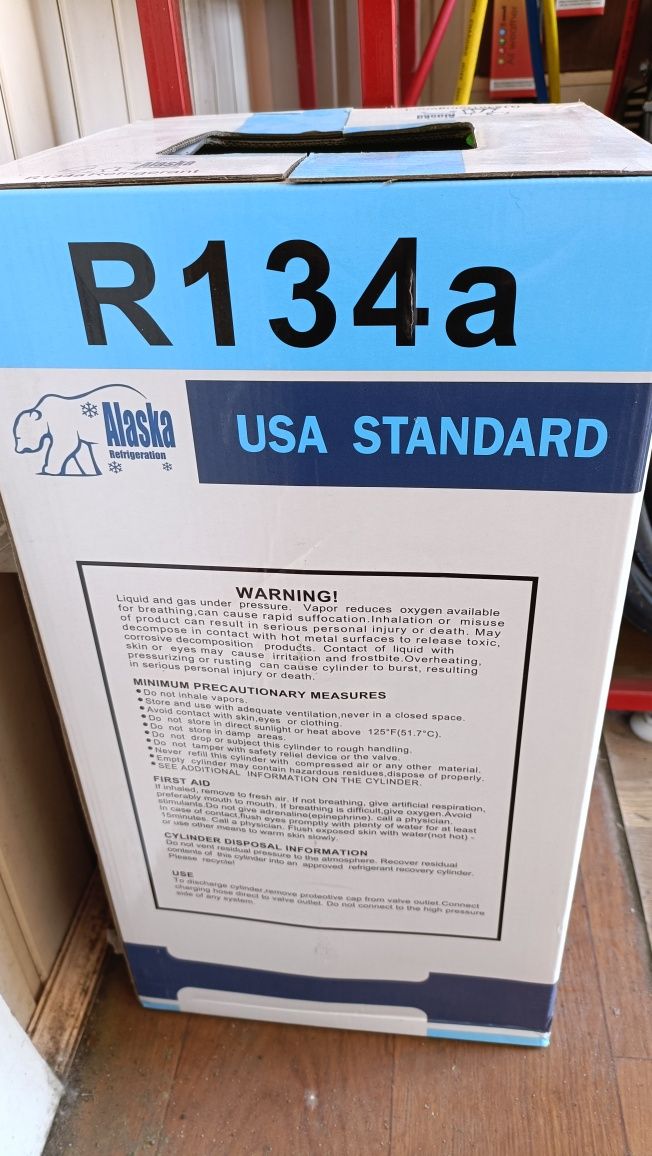 Alaska
Alaska
R134a Refrigerant
R134a
Alaska
Refrigeration
USA STANDARD
WARNING!
Liquid and gas under pressure. Vapor reduces oxygen available
for breathing,can cause rapid suffocation.Inhalation or misuse
of product can result in serious personal injury or death. May
decompose in contact with hot metal surfaces to release toxic,
corrosive decomposition products. Contact of liquid with
skin or eyes may cause irritation and frostbite.Overheating,
pressurizing or rusting can cause cylinder to burst, resulting
in serious personal injury or death.
MINIMUM PRECAUTIONARY MEASURES
●Do not inhale vapors.
●Store and use with adequate ventilation,never in a closed space.
●Avoid contact with skin,eyes or clothing.
●Do not store in direct sunlight or heat above 125°F(51.7°C).
●Do not store in damp areas.
●Do not drop or subject this cylinder to rough handling.
●Do not tamper with safety relief device or the valve.
●Never refill this cylinder with compressed air or any other material.
●Empty cylinder may contain hazardous residues,dispose of properly.
●SEE ADDITIONAL INFORMATION ON THE CYLINDER.
FIRST AID
If inhaled, remove to fresh air. If not breathing, give artificial respiration,
preferably mouth to mouth. If breathing is difficult,give oxygen.Avoid
stimulants.Do not give adrenaline(epinephrine). call a physician.
In case of contact,flush eyes promptly with plenty of water for at least
15minutes. Call a physician. Flush exposed skin with water(not hot) -
or use other means to warm skin slowly.
CYLINDER DISPOSAL INFORMATION
Do not vent residual pressure to the atmosphere. Recover residual
contents of this cylinder into an approved refrigerant recovery cylinder.
Please recycle!
USE
To discharge cylinder,remove protective cap from valve outlet.Connect
charging hose direct to valve outlet. Do not connect to the high pressure
side of any system.